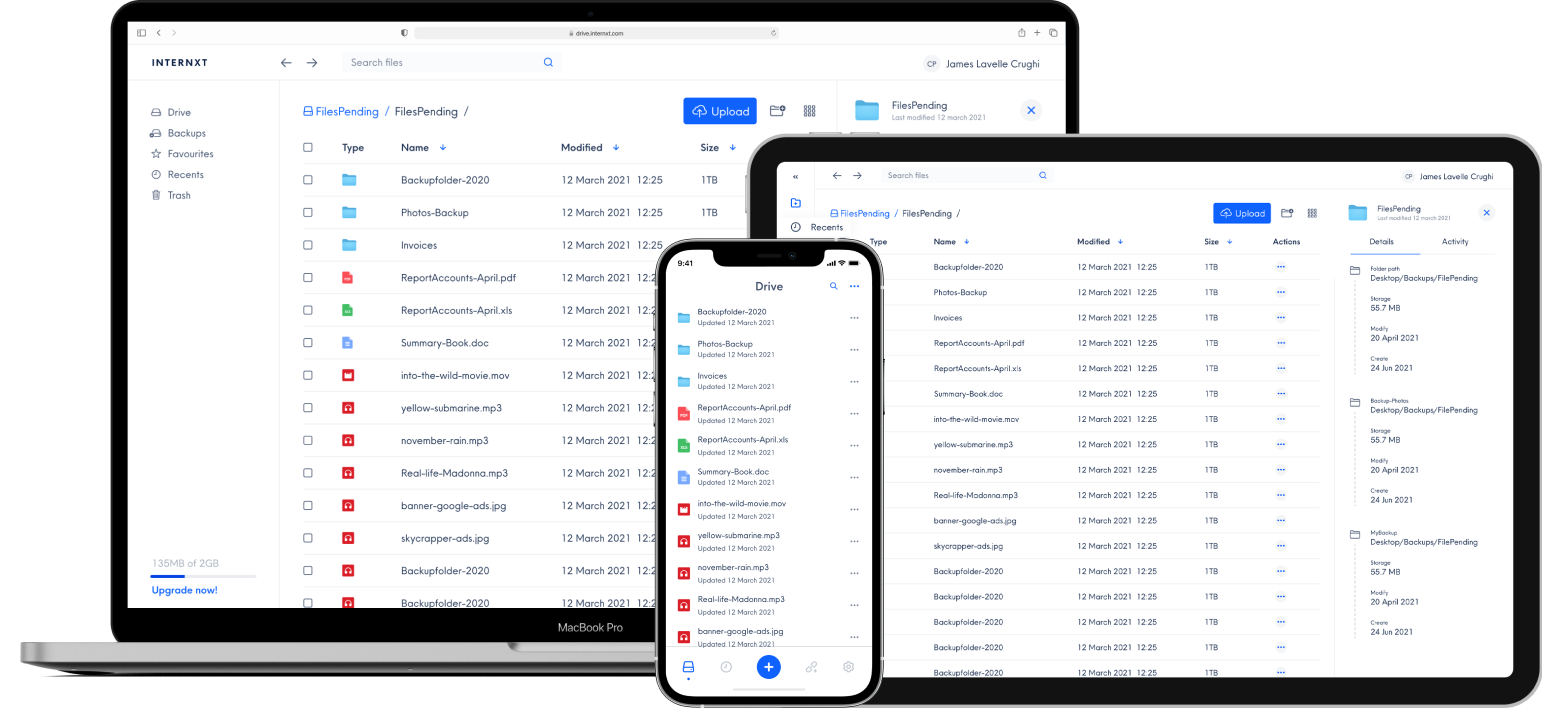 drive.internxt.com
INTERNXT
Search files
CP James Lavelle Crughi
Drive
Backups
Favourites
Recents
Trash
135MB of 2GB
Upgrade now!
FilesPending / FilesPending /
Upload
Type Name Modified Size
Backupfolder-2020 12 March 2021 12:25 1TB
Photos-Backup 12 March 2021 12:25 1TB
Invoices 12 March 2021 12:25
ReportAccounts-April.pdf 12 March 2021 12:2
ReportAccounts-April.xls 12 March 2021 12:2
Summary-Book.doc 12 March 2021 12:2
into-the-wild-movie.mov 12 March 2021 12:2
yellow-submarine.mp3 12 March 2021 12:2
november-rain.mp3 12 March 2021 12:2
Real-life-Madonna.mp3 12 March 2021 12:2
banner-google-ads.jpg 12 March 2021 12:2
skycrapper-ads.jpg 12 March 2021 12:2
Backupfolder-2020 12 March 2021 12:2
Backupfolder-2020 12 March 2021 12:2
FilesPending
Last modified 12 march 2021
MacBook Pro
9:41
Drive
Backupfolder-2020
Updated 12 March 2021
Photos-Backup
Updated 12 March 2021
Invoices
Updated 12 March 2021
PDF
ReportAccounts-April.pdf
Updated 12 March 2021
XLS
ReportAccounts-April.xls
Updated 12 March 2021
Summary-Book.doc
Updated 12 March 2021
into-the-wild-movie.mov
Updated 12 March 2021
yellow-submarine.mp3
Updated 12 March 2021
november-rain.mp3
Updated 12 March 2021
Real-life-Madonna.mp3
Updated 12 March 2021
banner-google-ads.jpg
Updated 12 March 2021
Search files
CP James Lavelle Crughi
Recents
FilesPending / FilesPending /
Upload
Type Name Modified Size Actions
Backupfolder-2020 12 March 2021 12:25 1TB
Photos-Backup 12 March 2021 12:25 1TB
Invoices 12 March 2021 12:25 1TB
ReportAccounts-April.pdf 12 March 2021 12:25 1TB
ReportAccounts-April.xls 12 March 2021 12:25 1TB
Summary-Book.doc 12 March 2021 12:25 1TB
into-the-wild-movie.mov 12 March 2021 12:25 1TB
yellow-submarine.mp3 12 March 2021 12:25 1TB
november-rain.mp3 12 March 2021 12:25 1TB
Real-life-Madonna.mp3 12 March 2021 12:25 1TB
banner-google-ads.jpg 12 March 2021 12:25 1TB
skycrapper-ads.jpg 12 March 2021 12:25 1TB
Backupfolder-2020 12 March 2021 12:25 1TB
Backupfolder-2020 12 March 2021 12:25 1TB
Backupfolder-2020 12 March 2021 12:25 1TB
Backupfolder-2020 12 March 2021 12:25 1TB
Backupfolder-2020 12 March 2021 12:25 1TB
FilesPending
Last modified 12 march 2021
Details Activity
Folder path
Desktop/Backups/FilePending
Storage
55.7 MB
Modify
20 April 2021
Create
24 Jun 2021
Backup-Photos
Desktop/Backups/FilePending
Storage
55.7 MB
Modify
20 April 2021
Create
24 Jun 2021
MyBackup
Desktop/Backups/FilePending
Storage
55.7 MB
Modify
20 April 2021
Create
24 Jun 2021